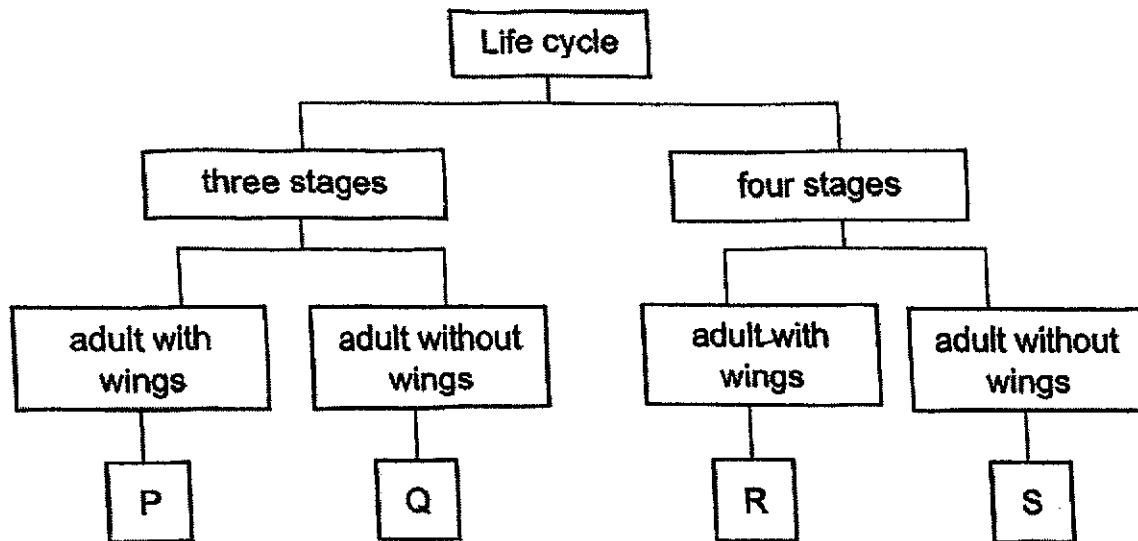 Life cycle
three stages
four stages
adult with
wings
adult without
wings
adult with
wings
adult without
wings
P
Q
R
S